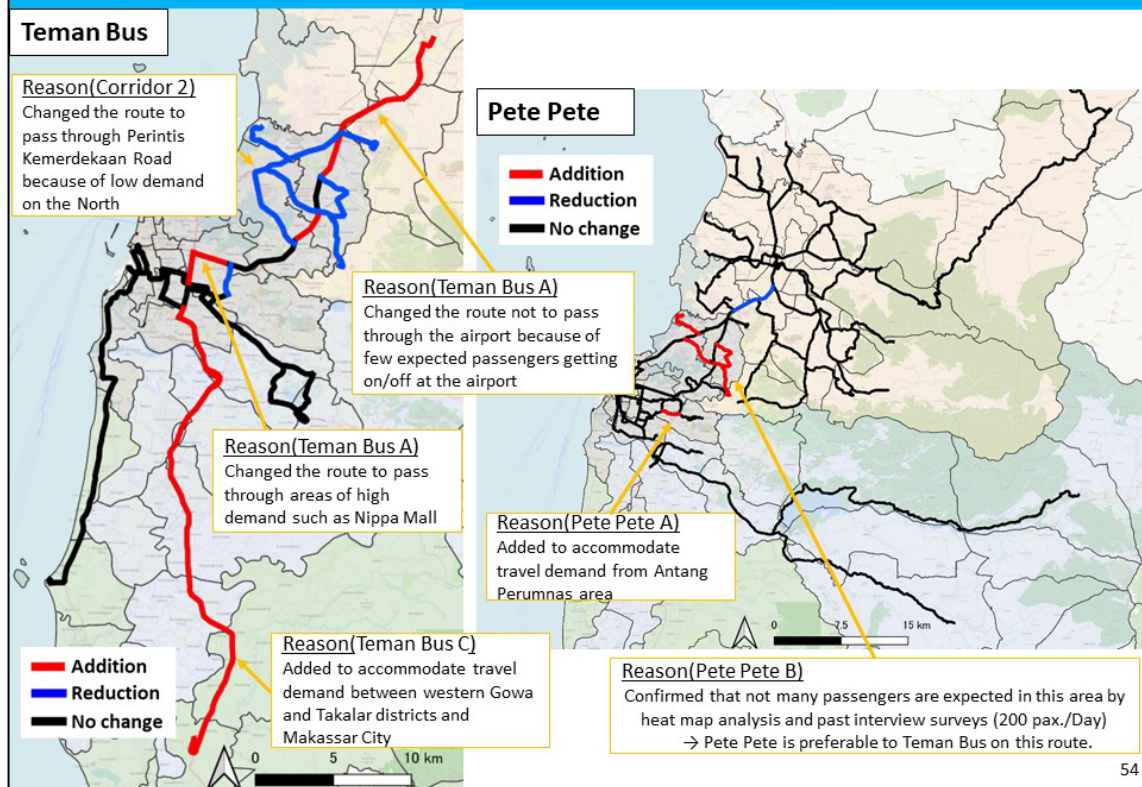 Teman Bus
Reason(Corridor 2)
Changed the route to
pass through Perintis
Kemerdekaan Road
because of low demand
on the North
Reason(Teman Bus A)
Changed the route not to pass
through the airport because of
few expected passengers getting
on/off at the airport
Reason(Teman Bus A)
Changed the route to pass
through areas of high
demand such as Nippa Mall
Reason(Teman Bus C)
Added to accommodate travel
demand between western Gowa
and Takalar districts and
Makassar City
Addition
Reduction
No change
0 5 10 km
Pete Pete
Addition
Reduction
No change
Reason(Pete Pete A)
Added to accommodate
travel demand from Antang
Perumnas area
0 7.5 15 km
Reason(Pete Pete B)
Confirmed that not many passengers are expected in this area by
heat map analysis and past interview surveys (200 pax./Day)
→ Pete Pete is preferable to Teman Bus on this route.
54